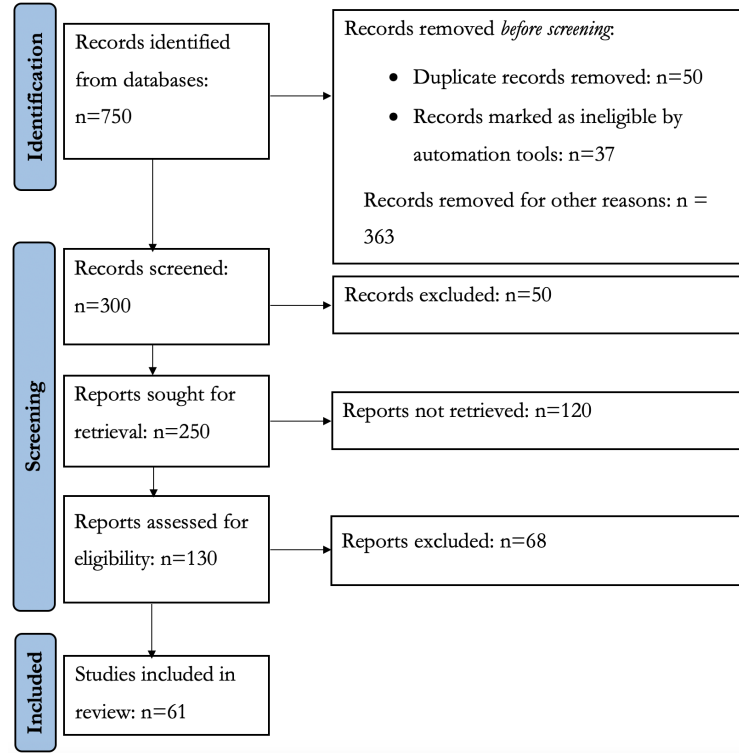 Identification
Records identified
from databases:
n=750
Records removed before screening:
Duplicate records removed: n=50
Records marked as ineligible by
automation tools: n=37
Records removed for other reasons: n =
363
Screening
Records screened:
n=300
Records excluded: n=50
Reports sought for
retrieval: n=250
Reports not retrieved: n=120
Reports assessed for
eligibility: n=130
Reports excluded: n=68
Included
Studies included in
review: n=61